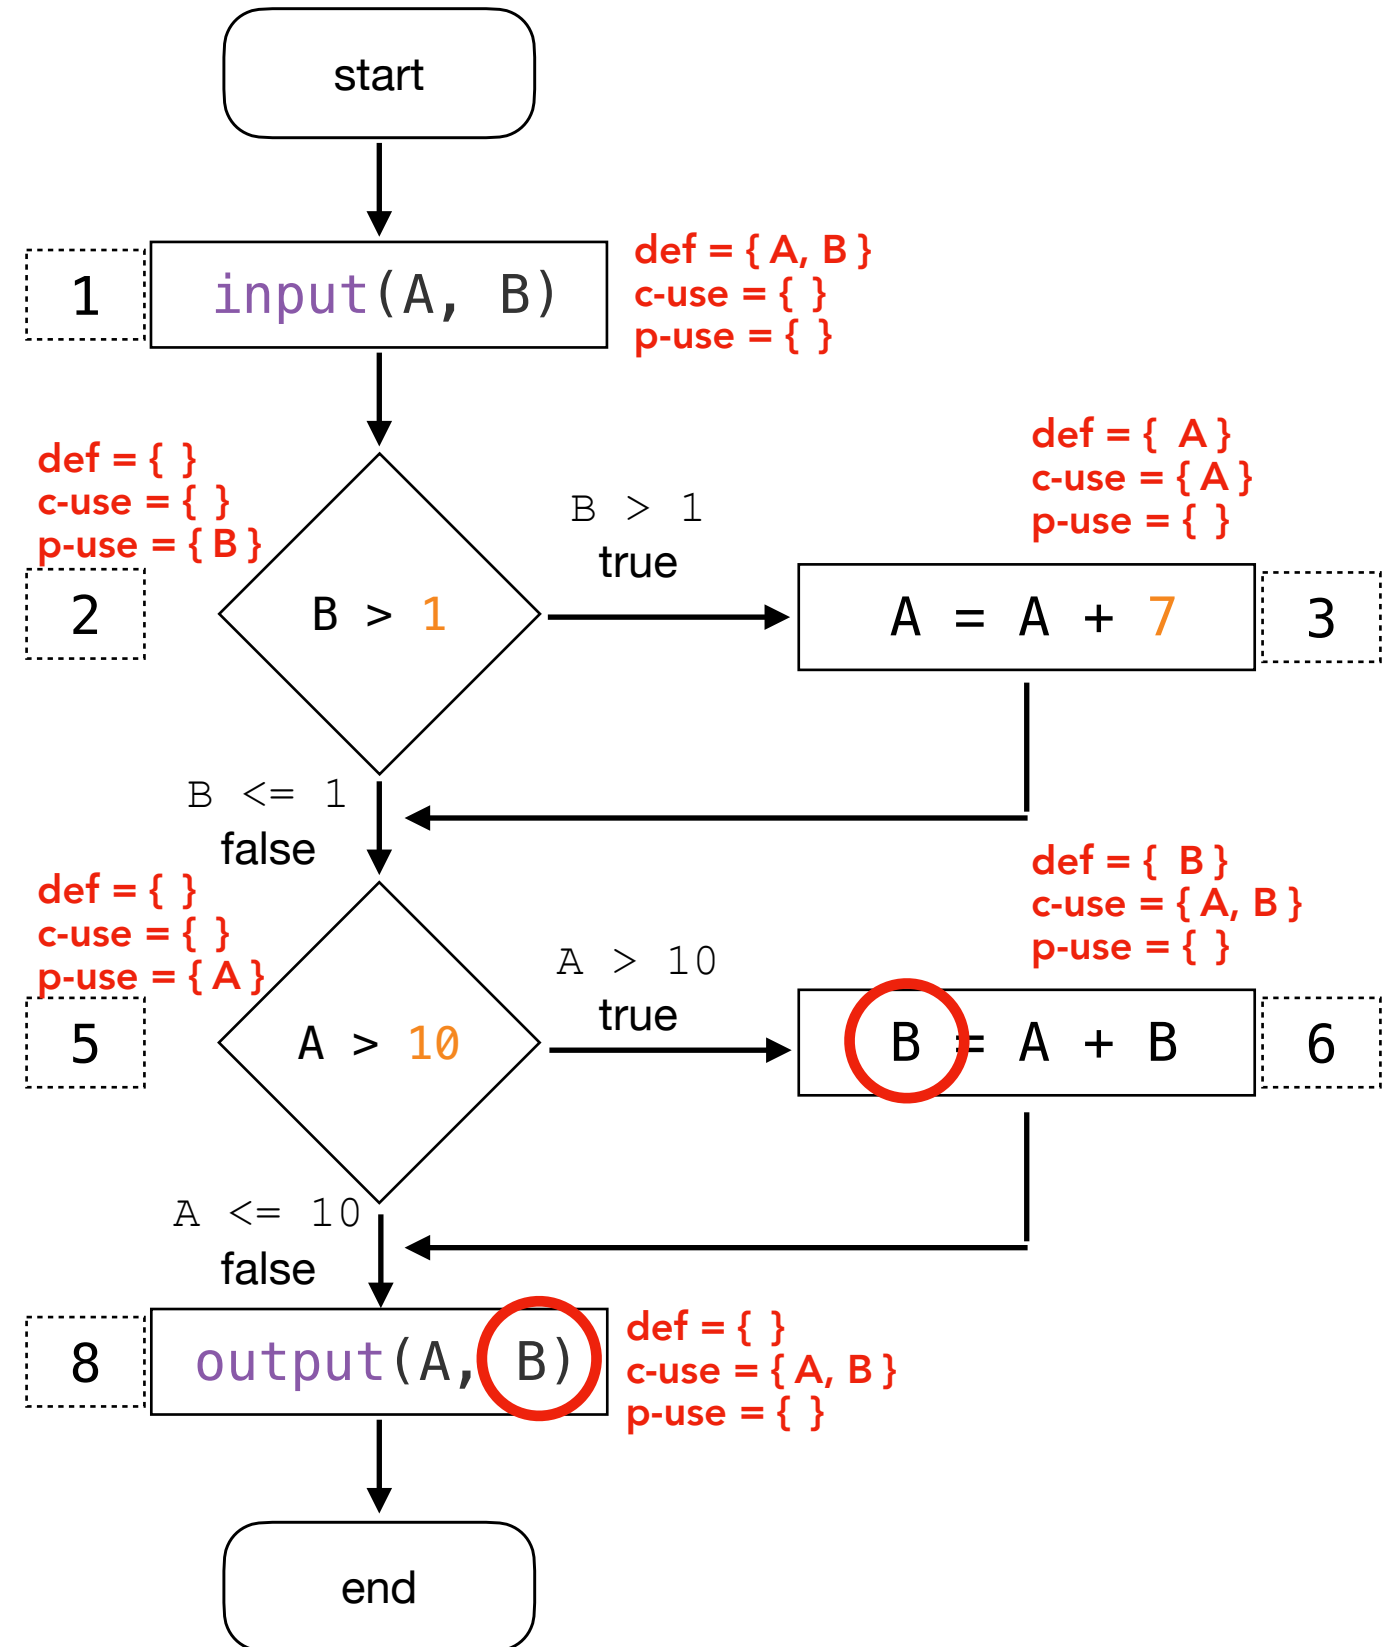 start
1
input(A, B)
def = { A, B }
c-use = { }
p-use = { }
def = { }
c-use = { }
p-use = { B }
2
B > 1
B > 1
true
def = { A }
c-use = { A }
p-use = { }
A = A + 7
3
B <= 1
false
def = { }
c-use = { }
p-use = { A }
5
A > 10
A > 10
true
def = { B }
c-use = { A, B }
p-use = { }
B = A + B
6
A <= 10
false
8
output(A, B)
def = { }
c-use = { A, B }
p-use = { }
end